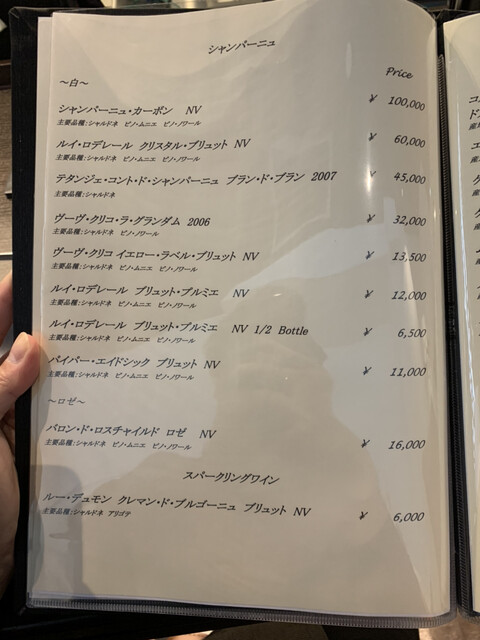 シャンパーニュ
Price
～白～
シャンパーニュ・カーボン NV ¥ 100,000
主要品種：シャルドネ ピノ・ムニエ ピノ・ノワール
ルイ・ロデレール クリスタル・ブリュット NV ¥ 60,000
主要品種：シャルドネ ピノ・ムニエ ピノ・ノワール
テタンジェ・コント・ド・シャンパーニュ ブラン・ド・ブラン 2007 ¥ 45,000
主要品種：シャルドネ
ヴーヴ・クリコ・ラ・グランダム 2006 ¥ 32,000
主要品種：シャルドネ ピノ・ノワール
ヴーヴ・クリコ イエロー・ラベル・ブリュット NV ¥ 13,500
主要品種：シャルドネ ピノ・ムニエ ピノ・ノワール
ルイ・ロデレール ブリュット・プルミエ NV ¥ 12,000
主要品種：シャルドネ ピノ・ムニエ ピノ・ノワール
ルイ・ロデレール ブリュット・プルミエ NV 1/2 Bottle ¥ 6,500
主要品種：シャルドネ ピノ・ムニエ ピノ・ノワール
パイパー・エイドシック ブリュット NV ¥ 11,000
主要品種：シャルドネ ピノ・ムニエ ピノ・ノワール
～ロゼ～
バロン・ド・ロスチャイルド ロゼ NV ¥ 16,000
主要品種：シャルドネ ピノ・ムニエ ピノ・ノワール
スパークリングワイン
ルー・デュモン クレマン・ド・ブルゴーニュ ブリュット NV ¥ 6,000
主要品種：シャルドネ アリゴテ